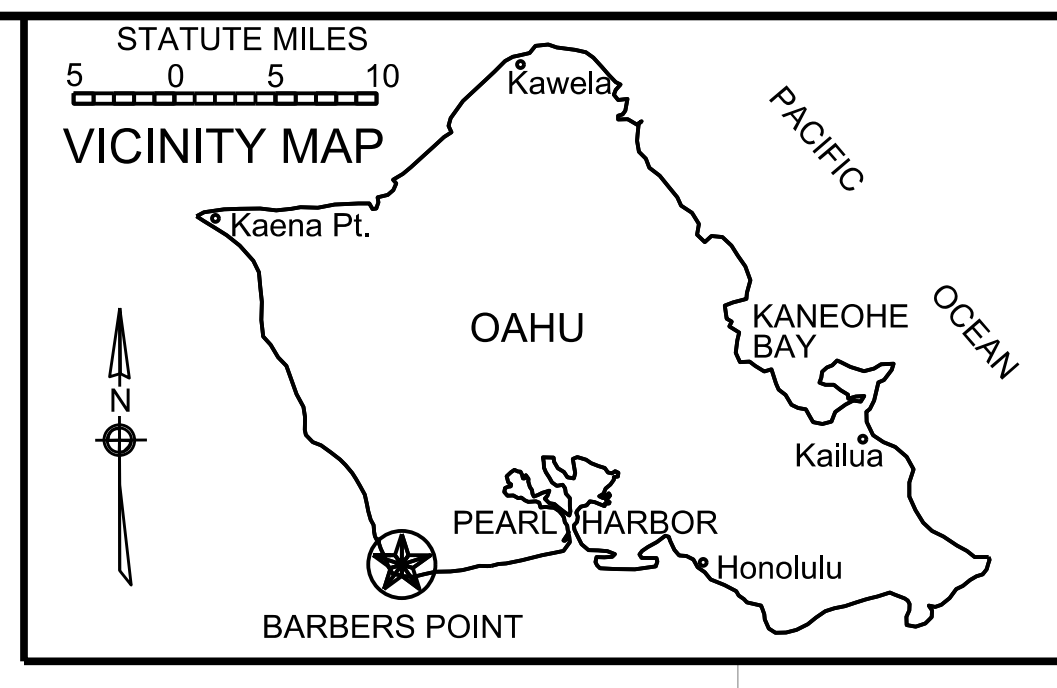 STATUTE MILES
5 0 5 10
VICINITY MAP
Kawela
PACIFIC
OCEAN
Kaena Pt.
OAHU
KANEOHE
BAY
N
Kailua
PEARL HARBOR
Honolulu
BARBERS POINT